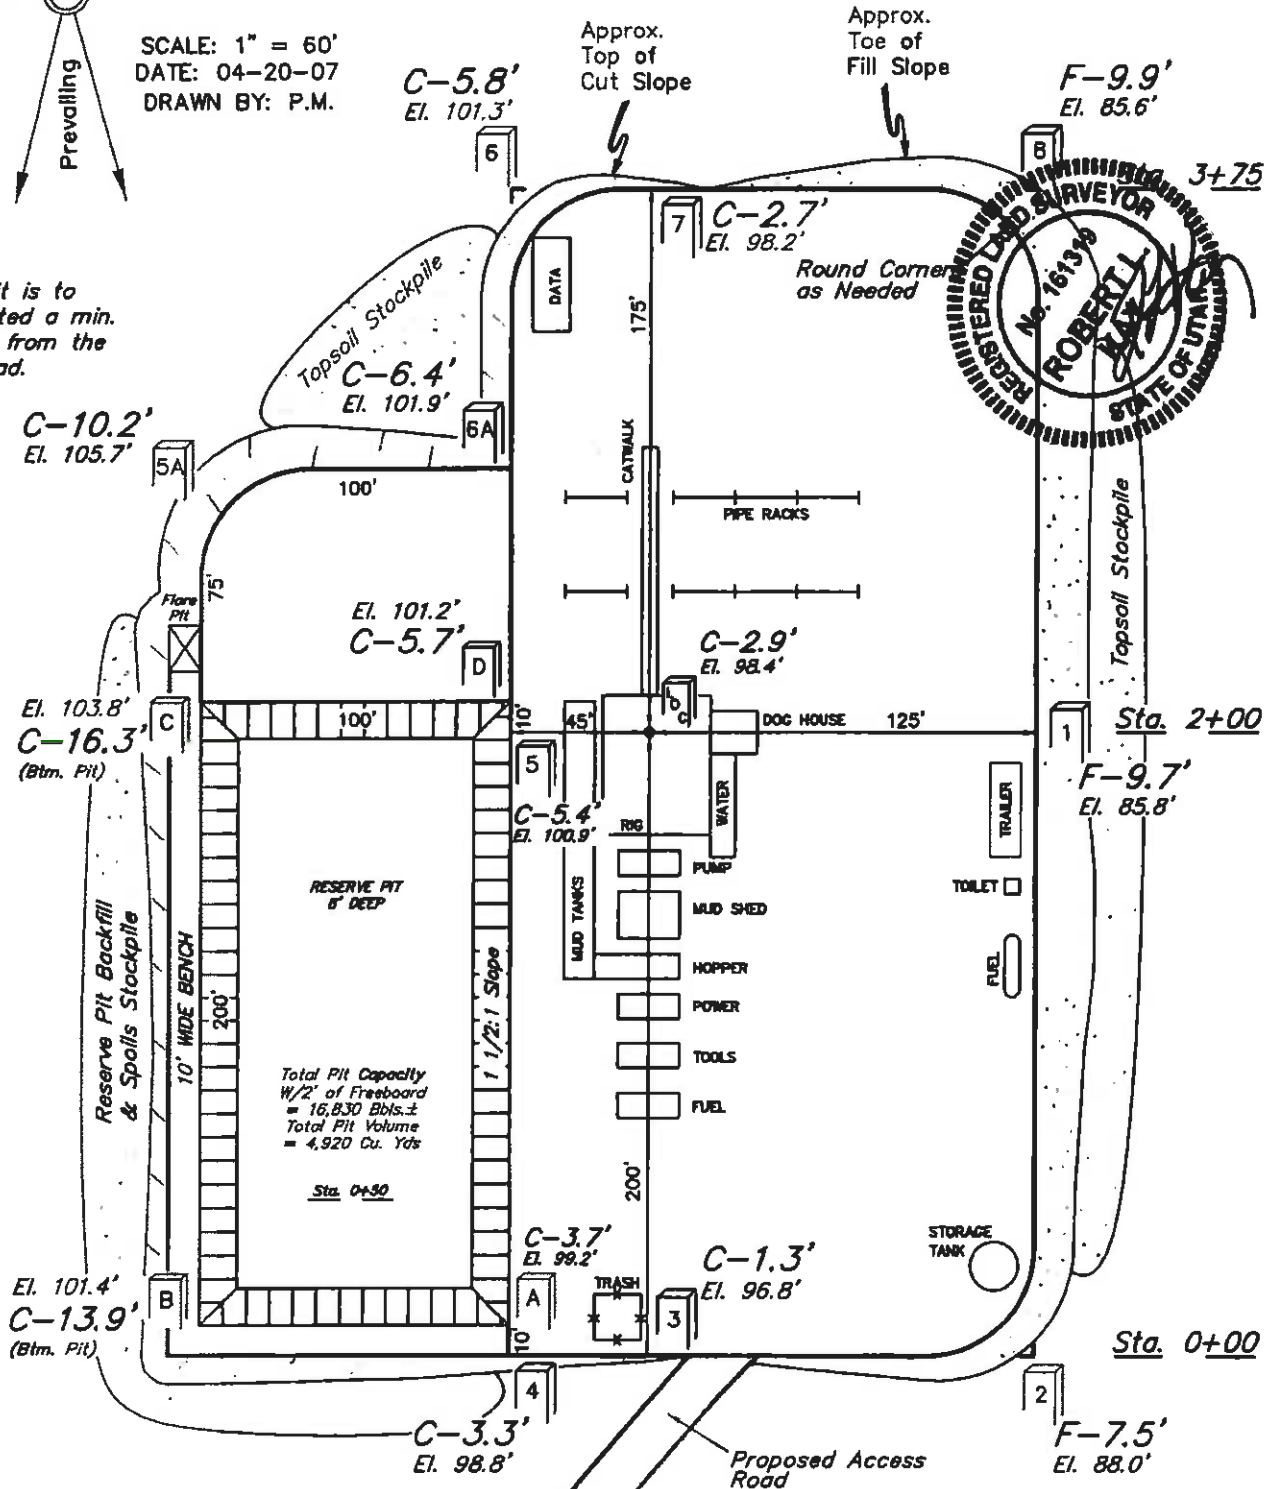 Prevailing
SCALE: 1" = 60'
DATE: 04-20-07
DRAWN BY: P.M.
Approx.
Top of
Cut Slope
Approx.
Toe of
Fill Slope
C-5.8'
El. 101.3'
6
F-9.9'
El. 85.6'
8
Sta. 3+75
7
C-2.7'
El. 98.2'
Round Corners
as Needed
REGISTERED LAND SURVEYOR
No. 161319
ROBERT L.
KAY
STATE OF UTAH
it is to
ted a min.
from the
ad.
Topsoil Stockpile
DATA
175'
C-6.4'
El. 101.9'
6A
C-10.2'
El. 105.7'
5A
100'
CATWALK
PIPE RACKS
Topsoil Stockpile
75'
Flare
Pit
El. 101.2'
C-5.7'
D
C-2.9'
El. 98.4'
El. 103.8'
C-16.3'
(Btm. Pit)
C
100'
10'
45'
DOG HOUSE
125'
1
Sta. 2+00
5
F-9.7'
El. 85.8'
C-5.4'
El. 100.9'
RIG
WATER
TRAILER
PUMP
TOILET
RESERVE PIT
8' DEEP
MUD TANKS
MUD SHED
HOPPER
FUEL
POWER
TOOLS
FUEL
Reserve Pit Backfill
& Spoils Stockpile
10' WIDE BENCH
200'
1 1/2:1 Slope
Total Pit Capacity
W/2' of Freeboard
= 16,830 Bbls.±
Total Pit Volume
= 4,920 Cu. Yds
Sta. 0+50
200'
STORAGE
TANK
C-3.7'
El. 99.2'
A
TRASH
C-1.3'
El. 96.8'
3
El. 101.4'
C-13.9'
(Btm. Pit)
B
10'
Sta. 0+00
4
2
C-3.3'
El. 98.8'
F-7.5'
El. 88.0'
Proposed Access
Road